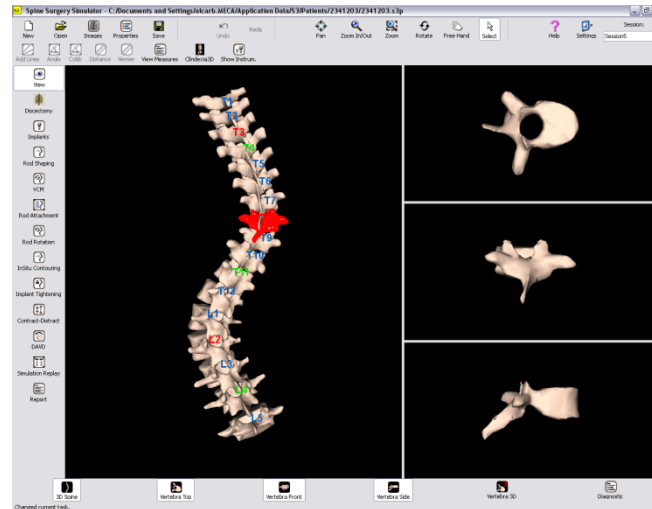 Spine Surgery Simulator - C:/Documents and Settings/elcarb.MECA/Application Data/S3/Patients/2341203/2341203.s3p
New Open Images Properties Save Undo Redo Pan Zoom In/Out Zoom Rotate Free Hand Select Help Settings Session:
Session5
Add Lines Angle Cobb Distance Vernier View Measures Clindexia3D Show Instrum.
View
Discectomy
Implants
Rod Shaping
VCM
Rod Attachment
Rod Rotation
InSitu Contouring
Implant Tightening
Contract-Distract
DAVD
Simulation Replay
Report
T1
T2
T3
T4
T5
T6
T7
T9
T10
T11
T12
L1
L2
L3
L4
L5
3D Spine Vertebra Top Vertebra Front Vertebra Side Vertebra 3D Diagnostic
Changed current task.